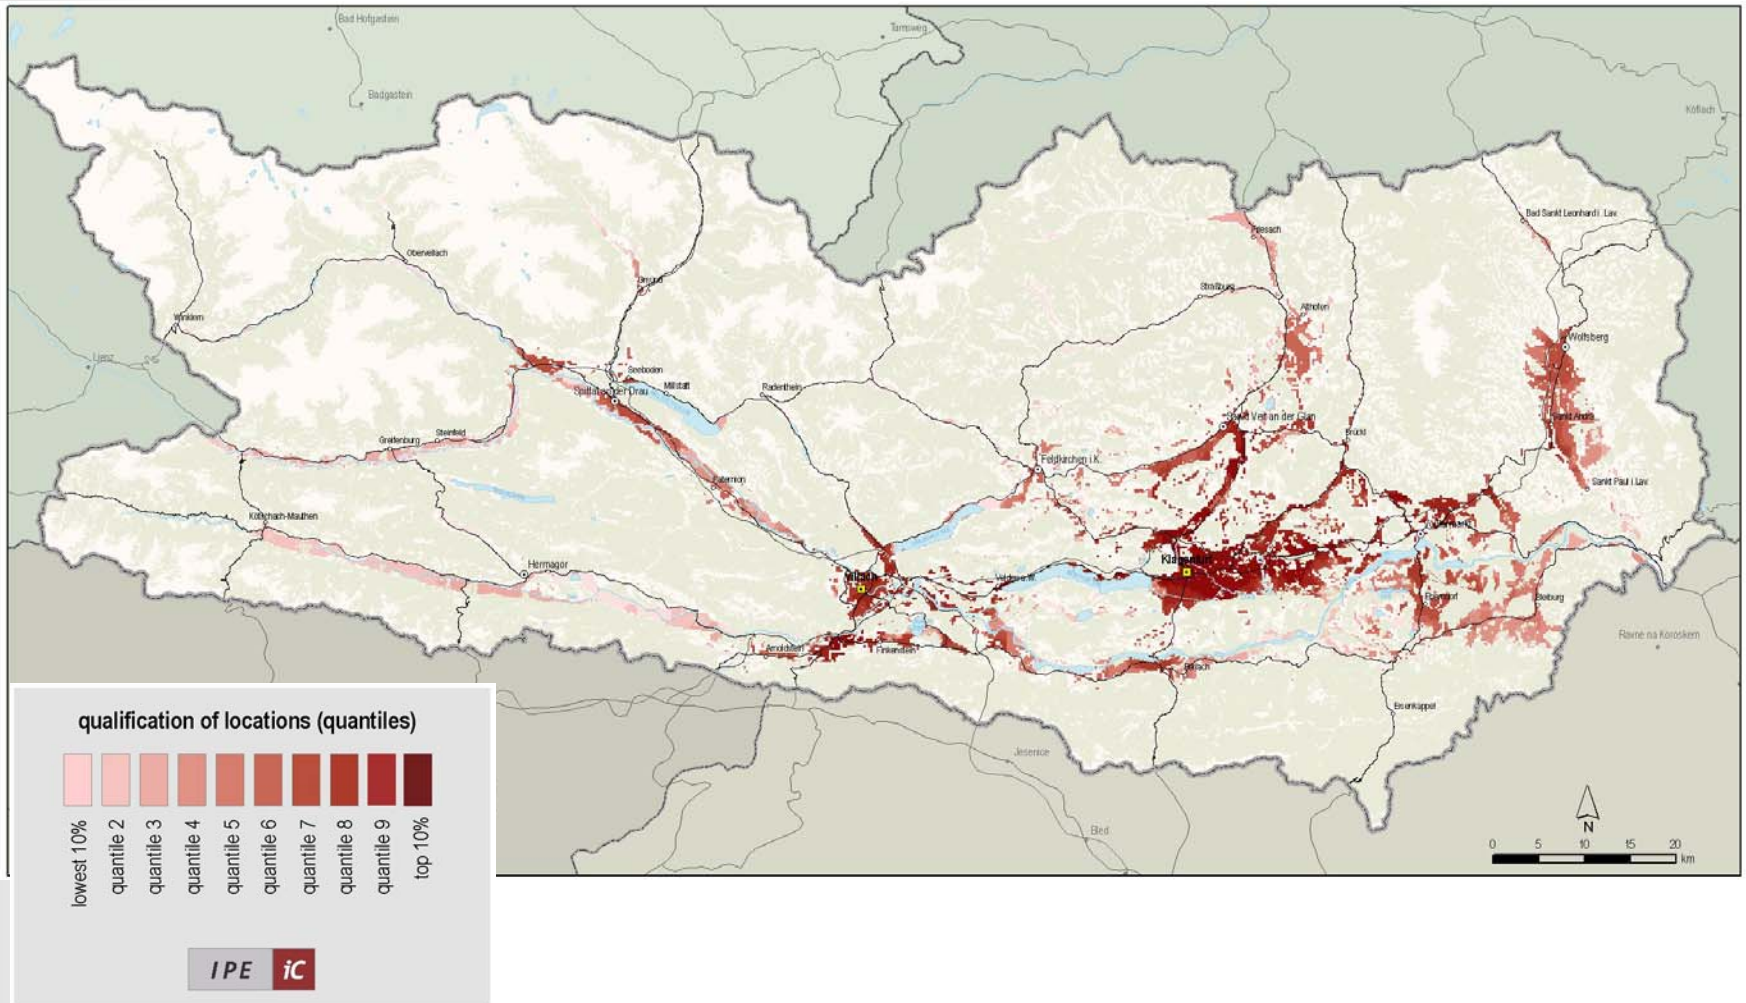 Bad Hofgastein
Tamsweg
Badgastein
Köflach
Bad Sankt Leonhard i. Lav.
Friesach
Obervellach
Gmünd
Straßburg
Althofen
Winklern
Wolfsberg
Lienz
Seeboden
Millstatt
Radenthein
Spittal an der Drau
Sankt Veit an der Glan
Sankt Andrä
Greifenburg
Steinfeld
Brückl
Feldkirchen i.K.
Paternion
Sankt Paul i.Lav.
Kötschach-Mauthen
Völkermarkt
Hermagor
Klagenfurt
Villach
Velden a.W.
Eberndorf
Bleiburg
Ravne na Koroskem
Arnoldstein
Finkenstein
Ferlach
Eisenkappel
Jesenice
Bled
N
0 5 10 15 20
km
qualification of locations (quantiles)
lowest 10%
quantile 2
quantile 3
quantile 4
quantile 5
quantile 6
quantile 7
quantile 8
quantile 9
top 10%
IPE iC